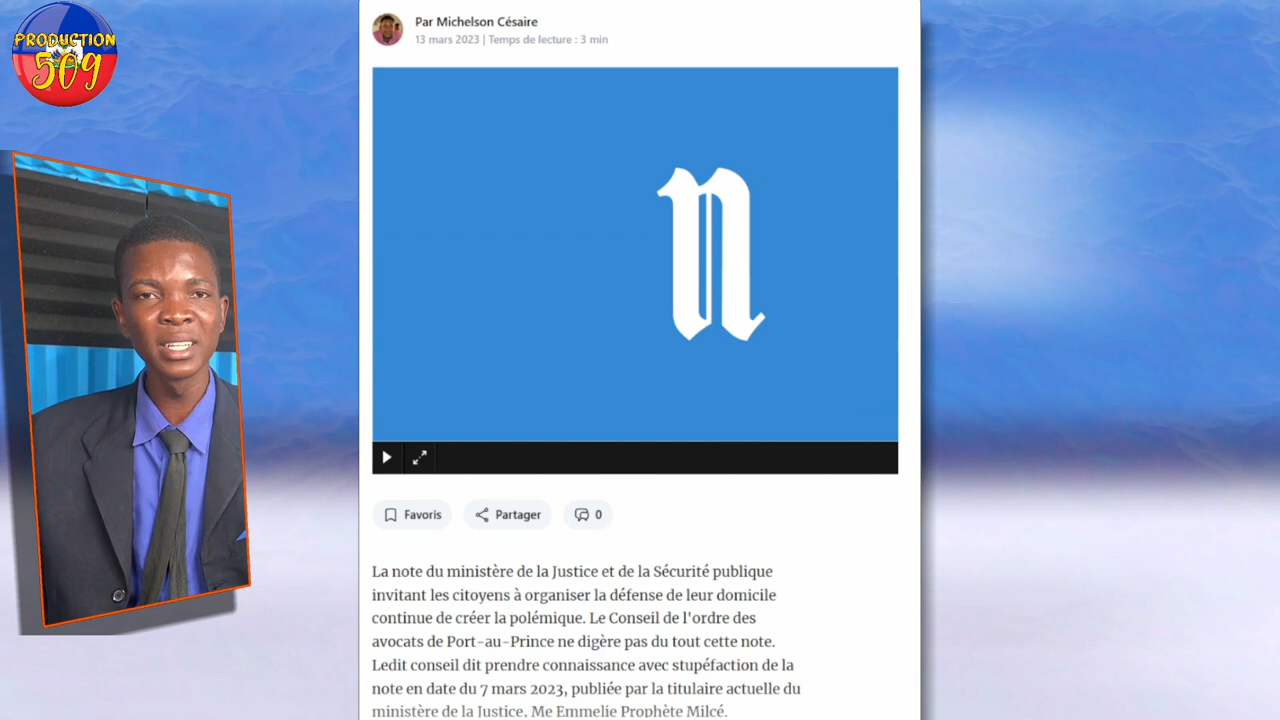 PRODUCTION
509
Par Michelson Césaire
13 mars 2023 | Temps de lecture : 3 min
n
Favoris
Partager
0
La note du ministère de la Justice et de la Sécurité publique
invitant les citoyens à organiser la défense de leur domicile
continue de créer la polémique. Le Conseil de l'ordre des
avocats de Port-au-Prince ne digère pas du tout cette note.
Ledit conseil dit prendre connaissance avec stupéfaction de la
note en date du 7 mars 2023, publiée par la titulaire actuelle du
ministère de la Justice, Me Emmelie Prophète Milcé.